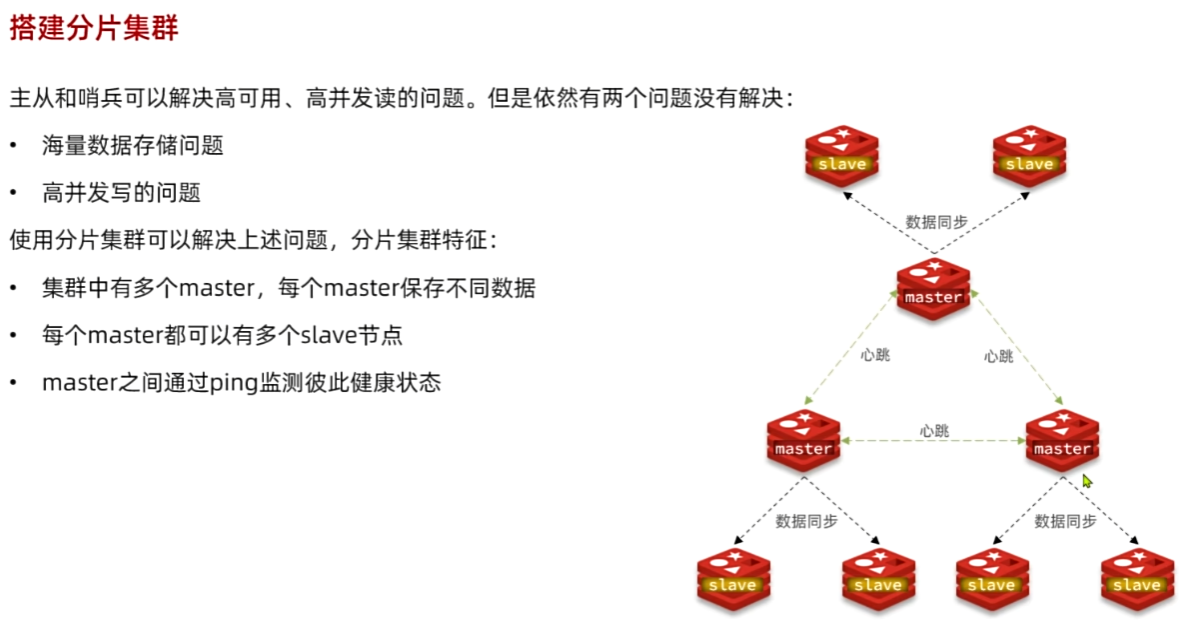 搭建分片集群
主从和哨兵可以解决高可用、高并发读的问题。但是依然有两个问题没有解决：
• 海量数据存储问题
• 高并发写的问题
使用分片集群可以解决上述问题，分片集群特征：
• 集群中有多个master，每个master保存不同数据
• 每个master都可以有多个slave节点
• master之间通过ping监测彼此健康状态
slave
slave
数据同步
master
心跳
心跳
master
心跳
master
数据同步
数据同步
slave
slave
slave
slave